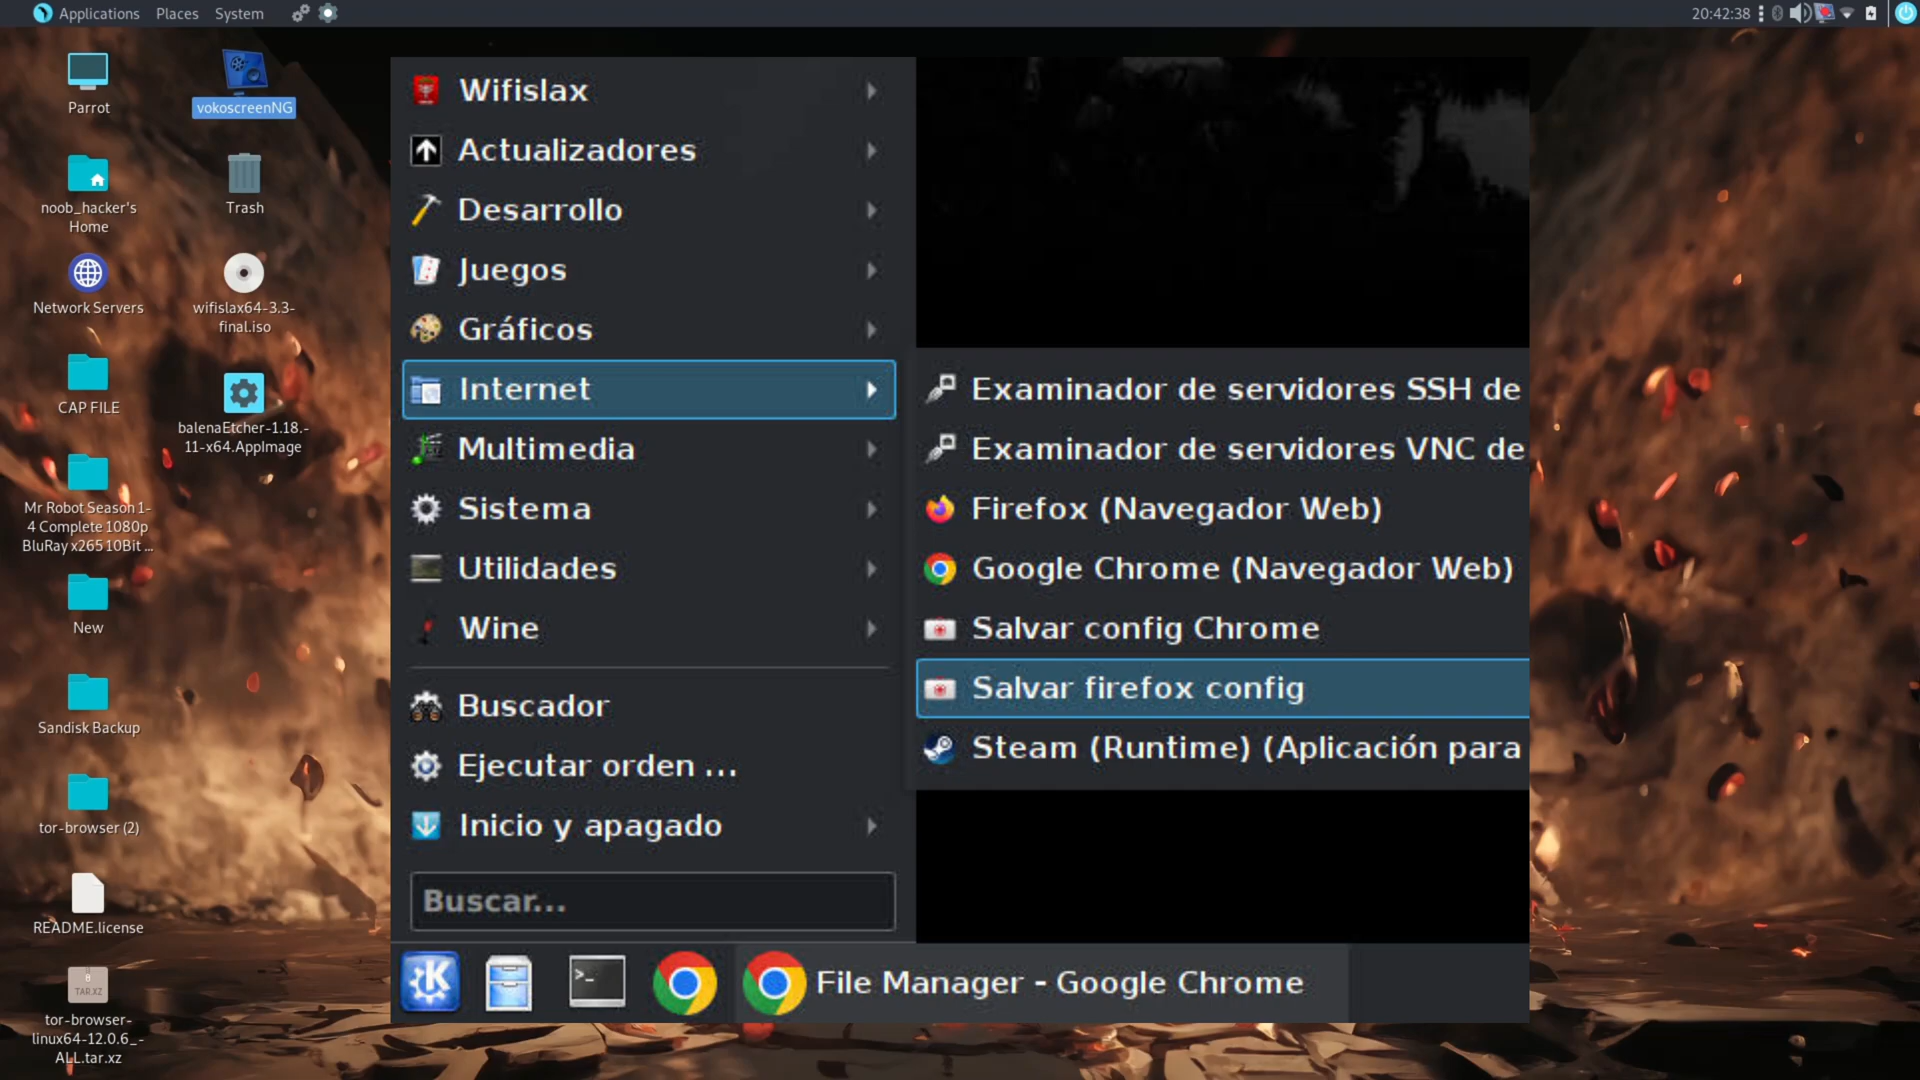 Applications Places System
20:42:38
Parrot
vokoscreenNG
noob_hacker's
Home
Trash
Network Servers
wifislax64-3.3-
final.iso
CAP FILE
balenaEtcher-1.18.-
11-x64.AppImage
Mr Robot Season 1-
4 Complete 1080p
BluRay x265 10Bit ...
New
Sandisk Backup
tor-browser (2)
README.license
TAR.XZ
tor-browser-
linux64-12.0.6_-
ALL.tar.xz
Wifislax
Actualizadores
Desarrollo
Juegos
Gráficos
Internet
Multimedia
Sistema
Utilidades
Wine
Buscador
Ejecutar orden ...
Inicio y apagado
Buscar...
Examinador de servidores SSH de
Examinador de servidores VNC de
Firefox (Navegador Web)
Google Chrome (Navegador Web)
Salvar config Chrome
Salvar firefox config
Steam (Runtime) (Aplicación para
File Manager - Google Chrome